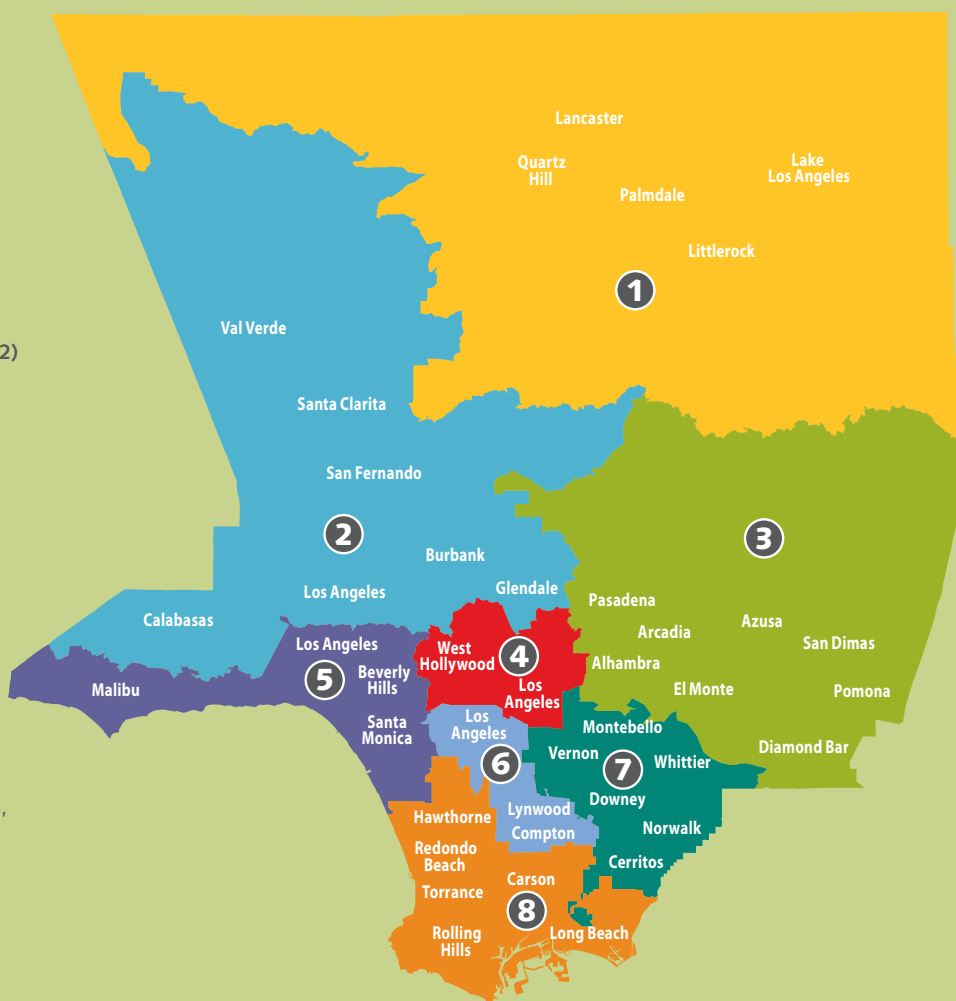 Lancaster
Quartz
Hill
Lake
Los Angeles
Palmdale
Littlerock
1
Val Verde
2)
Santa Clarita
San Fernando
2
3
Burbank
Los Angeles
Glendale
Calabasas
Pasadena
Azusa
Arcadia
San Dimas
Los Angeles
West
Hollywood
4
Alhambra
5
Beverly
Hills
Malibu
Los
Angeles
El Monte
Pomona
Santa
Monica
Los
Angeles
Montebello
Diamond Bar
Vernon
6
7
Whittier
Downey
Lynwood
Hawthorne
,
Compton
Norwalk
Redondo
Beach
Cerritos
Torrance
Carson
8
Rolling
Hills
Long Beach